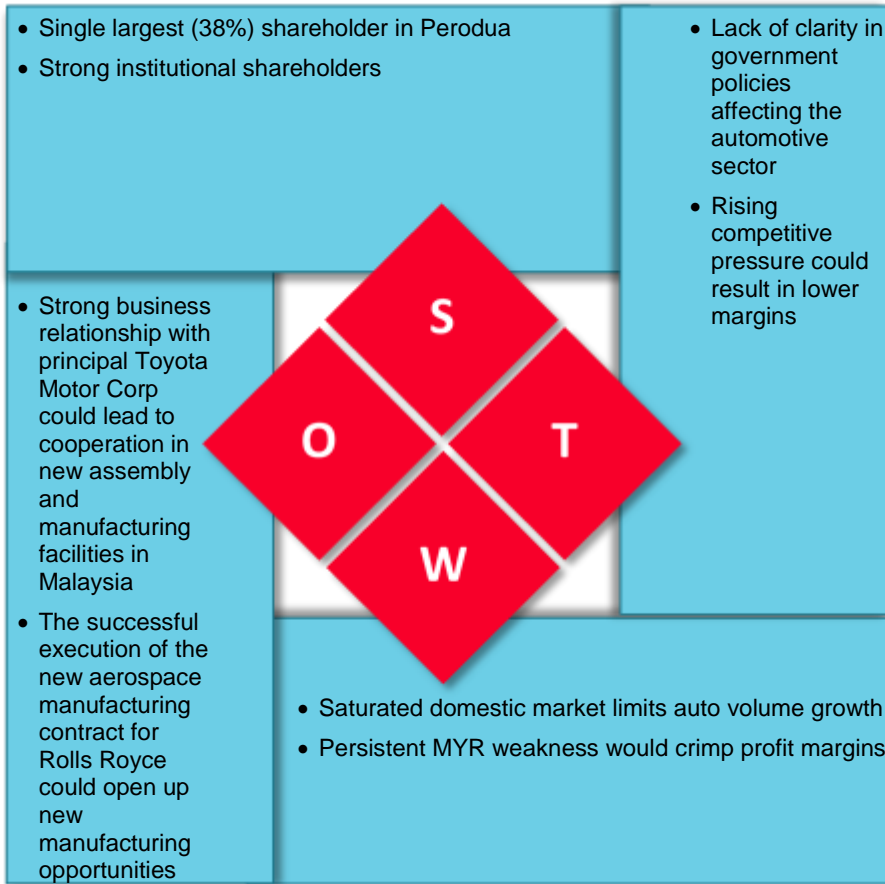 • Single largest (38%) shareholder in Perodua
• Strong institutional shareholders
• Lack of clarity in
government
policies
affecting the
automotive
sector
• Rising
competitive
pressure could
result in lower
margins
• Strong business
relationship with
principal Toyota
Motor Corp
could lead to
cooperation in
new assembly
and
manufacturing
facilities in
Malaysia
• The successful
execution of the
new aerospace
manufacturing
contract for
Rolls Royce
could open up
new
manufacturing
opportunities
S
O
T
W
• Saturated domestic market limits auto volume growth
• Persistent MYR weakness would crimp profit margins